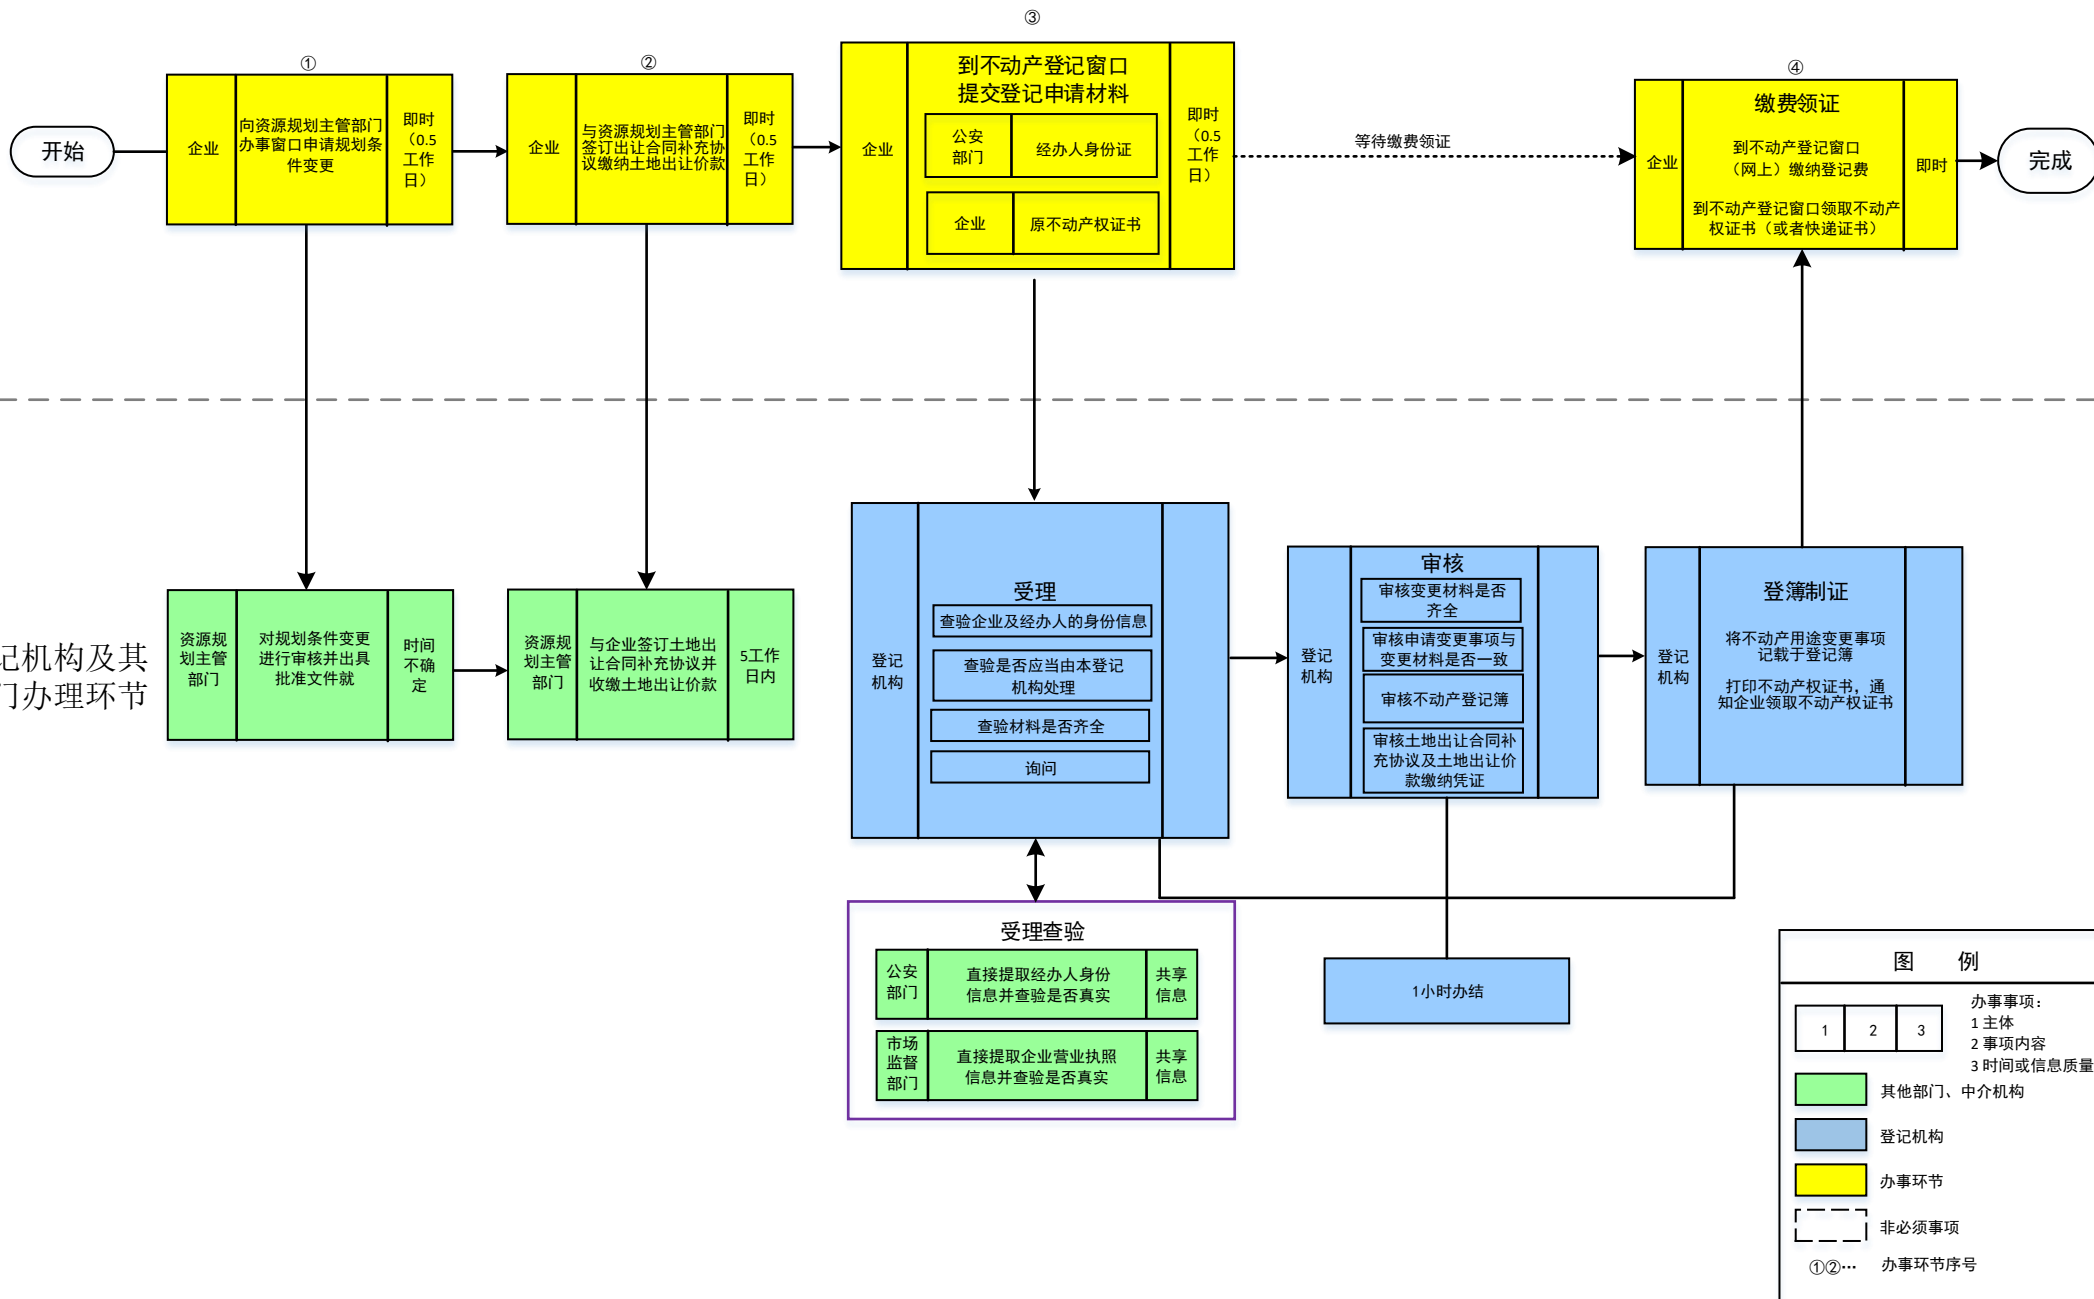 ③
①
②
④
开始
企业
向资源规划主管部门
办事窗口申请规划条
件变更
即时
（0.5
工作
日）
企业
与资源规划主管部门
签订出让合同补充协
议缴纳土地出让价款
即时
（0.5
工作
日）
企业
到不动产登记窗口
提交登记申请材料
公安
部门
经办人身份证
企业
原不动产权证书
即时
（0.5
工作
日）
等待缴费领证
企业
缴费领证
到不动产登记窗口
（网上）缴纳登记费
到不动产登记窗口领取不动产
权证书（或者快递证书）
即时
完成
记机构及其
门办理环节
资源规
划主管
部门
对规划条件变更
进行审核并出具
批准文件就
时间
不确
定
资源规
划主管
部门
与企业签订土地出
让合同补充协议并
收缴土地出让价款
5工作
日内
登记
机构
受理
查验企业及经办人的身份信息
查验是否应当由本登记
机构处理
查验材料是否齐全
询问
登记
机构
审核
审核变更材料是否
齐全
审核申请变更事项与
变更材料是否一致
审核不动产登记簿
审核土地出让合同补
充协议及土地出让价
款缴纳凭证
登记
机构
登簿制证
将不动产用途变更事项
记载于登记簿
打印不动产权证书，通
知企业领取不动产权证书
受理查验
公安
部门
直接提取经办人身份
信息并查验是否真实
共享
信息
市场
监督
部门
直接提取企业营业执照
信息并查验是否真实
共享
信息
1小时办结
图 例
1 2 3
办事事项：
1 主体
2 事项内容
3 时间或信息质量
其他部门、中介机构
登记机构
办事环节
非必须事项
①②… 办事环节序号